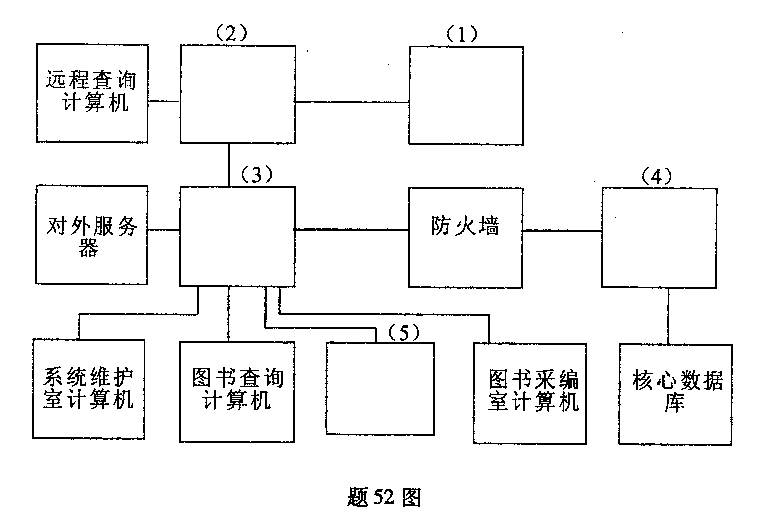 (2)
(1)
远程查询
计算机
(3)
(4)
对外服务
器
防火墙
(5)
系统维护
室计算机
图书查询
计算机
图书采编
室计算机
核心数据
库
题52图